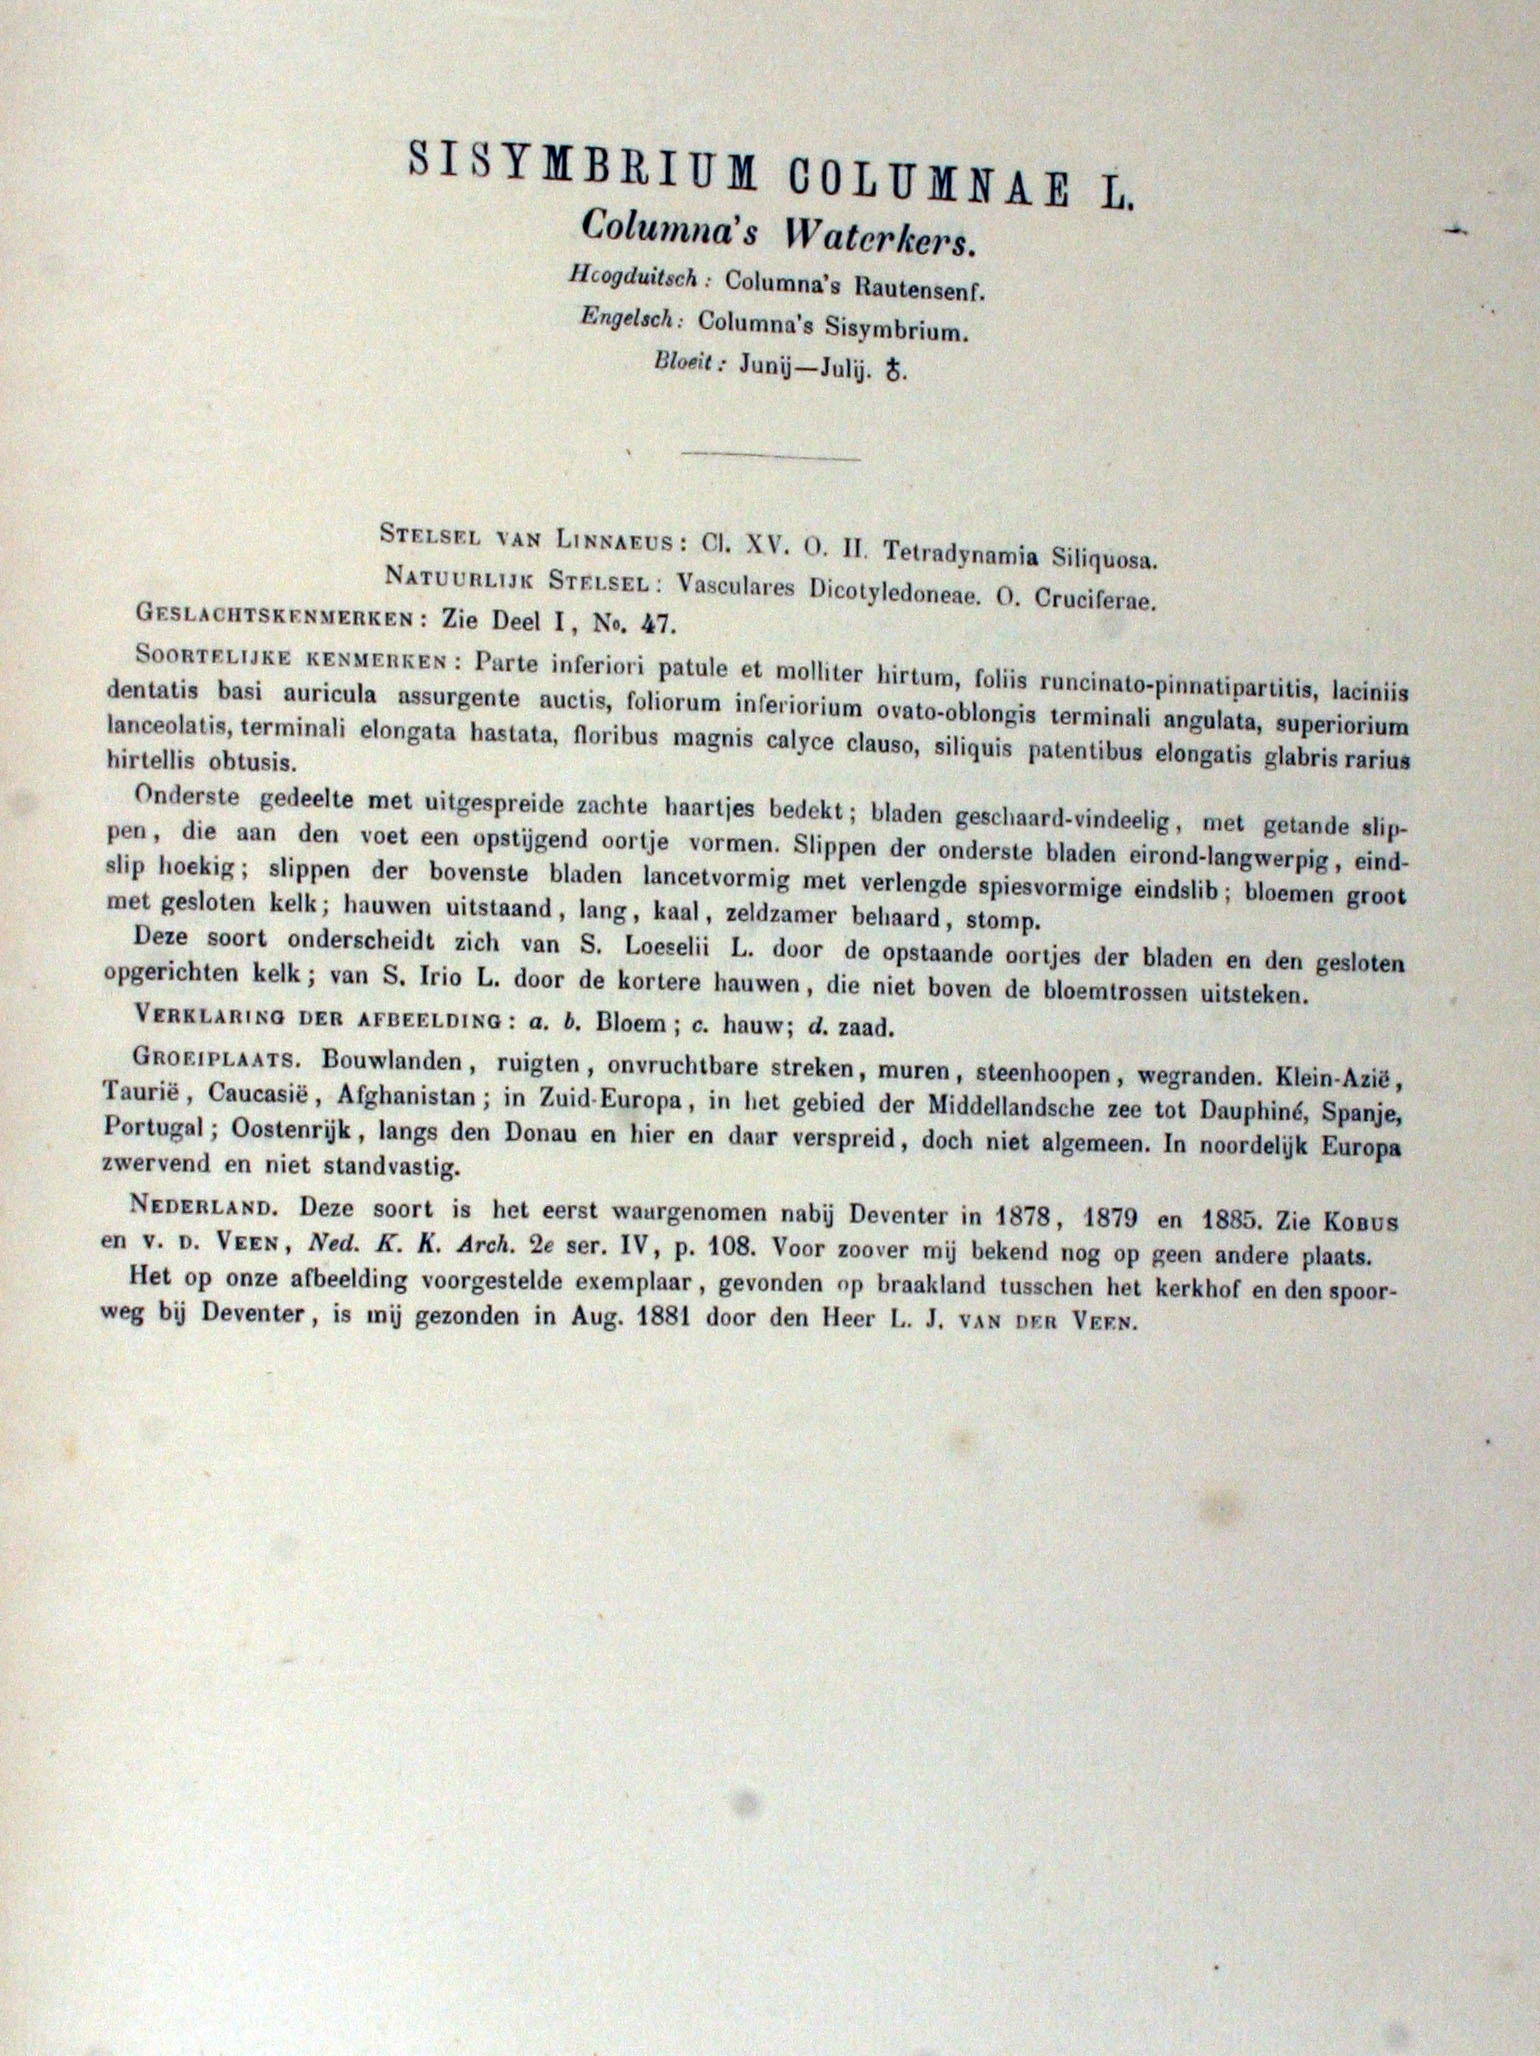 SISYMBRIUM COLUMNAE L.
Columna's Waterkers.
Hoogduitsch: Columna's Rautensenf.
Engelsch: Columna's Sisymbrium.
Bloeit: Junij—Julij. ♄.
STELSEL VAN LINNAEUS: Cl. XV. O. II. Tetradynamia Siliquosa.
NATUURLIJK STELSEL: Vasculares Dicotyledoneae. O. Cruciferae.
GESLACHTSKENMERKEN: Zie Deel I, No. 47.
SOORTELIJKE KENMERKEN: Parte inferiori patule et molliter hirtum, foliis runcinato-pinnatipartitis, laciniis
dentatis basi auricula assurgente auctis, foliorum inferiorium ovato-oblongis terminali angulata, superiorium
lanceolatis, terminali elongata hastata, floribus magnis calyce clauso, siliquis patentibus elongatis glabris rarius
hirtellis obtusis.
Onderste gedeelte met uitgespreide zachte haartjes bedekt; bladen geschaard-vindeelig, met getande slip-
pen, die aan den voet een opstijgend oortje vormen. Slippen der onderste bladen eirond-langwerpig, eind-
slip hoekig; slippen der bovenste bladen lancetvormig met verlengde spiesvormige eindslib; bloemen groot
met gesloten kelk; hauwen uitstaand, lang, kaal, zeldzamer behaard, stomp.
Deze soort onderscheidt zich van S. Loeselii L. door de opstaande oortjes der bladen en den gesloten
opgerichten kelk; van S. Irio L. door de kortere hauwen, die niet boven de bloemtrossen uitsteken.
VERKLARING DER AFBEELDING: a. b. Bloem; c. hauw; d. zaad.
GROEIPLAATS. Bouwlanden, ruigten, onvruchtbare streken, muren, steenhoopen, wegranden. Klein-Azië,
Taurië, Caucasië, Afghanistan; in Zuid-Europa, in het gebied der Middellandsche zee tot Dauphiné, Spanje,
Portugal; Oostenrijk, langs den Donau en hier en daar verspreid, doch niet algemeen. In noordelijk Europa
zwervend en niet standvastig.
NEDERLAND. Deze soort is het eerst waargenomen nabij Deventer in 1878, 1879 en 1885. Zie KOBUS
en V. D. VEEN, Ned. K. K. Arch. 2e ser. IV, p. 108. Voor zoover mij bekend nog op geen andere plaats.
Het op onze afbeelding voorgestelde exemplaar, gevonden op braakland tusschen het kerkhof en den spoor-
weg bij Deventer, is mij gezonden in Aug. 1881 door den Heer L. J. VAN DER VEEN.